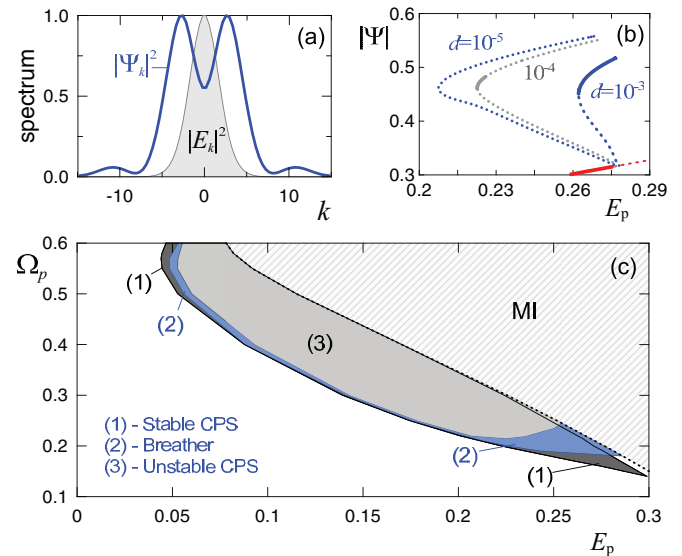 (a)
spectrum
1.0
0.5
0.0
|Ψₖ|²
|Eₖ|²
-10
0
10
k
(b)
|Ψ|
0.6
0.5
0.4
0.3
d=10⁻⁵
10⁻⁴
d=10⁻³
0.2
0.23
0.26
0.29
Eₚ
(c)
Ωₚ
0.6
0.5
0.4
0.3
0.2
0.1
(1)
(2)
(3)
MI
(2)
(1)
(1) - Stable CPS
(2) - Breather
(3) - Unstable CPS
0
0.05
0.1
0.15
0.2
0.25
0.3
Eₚ